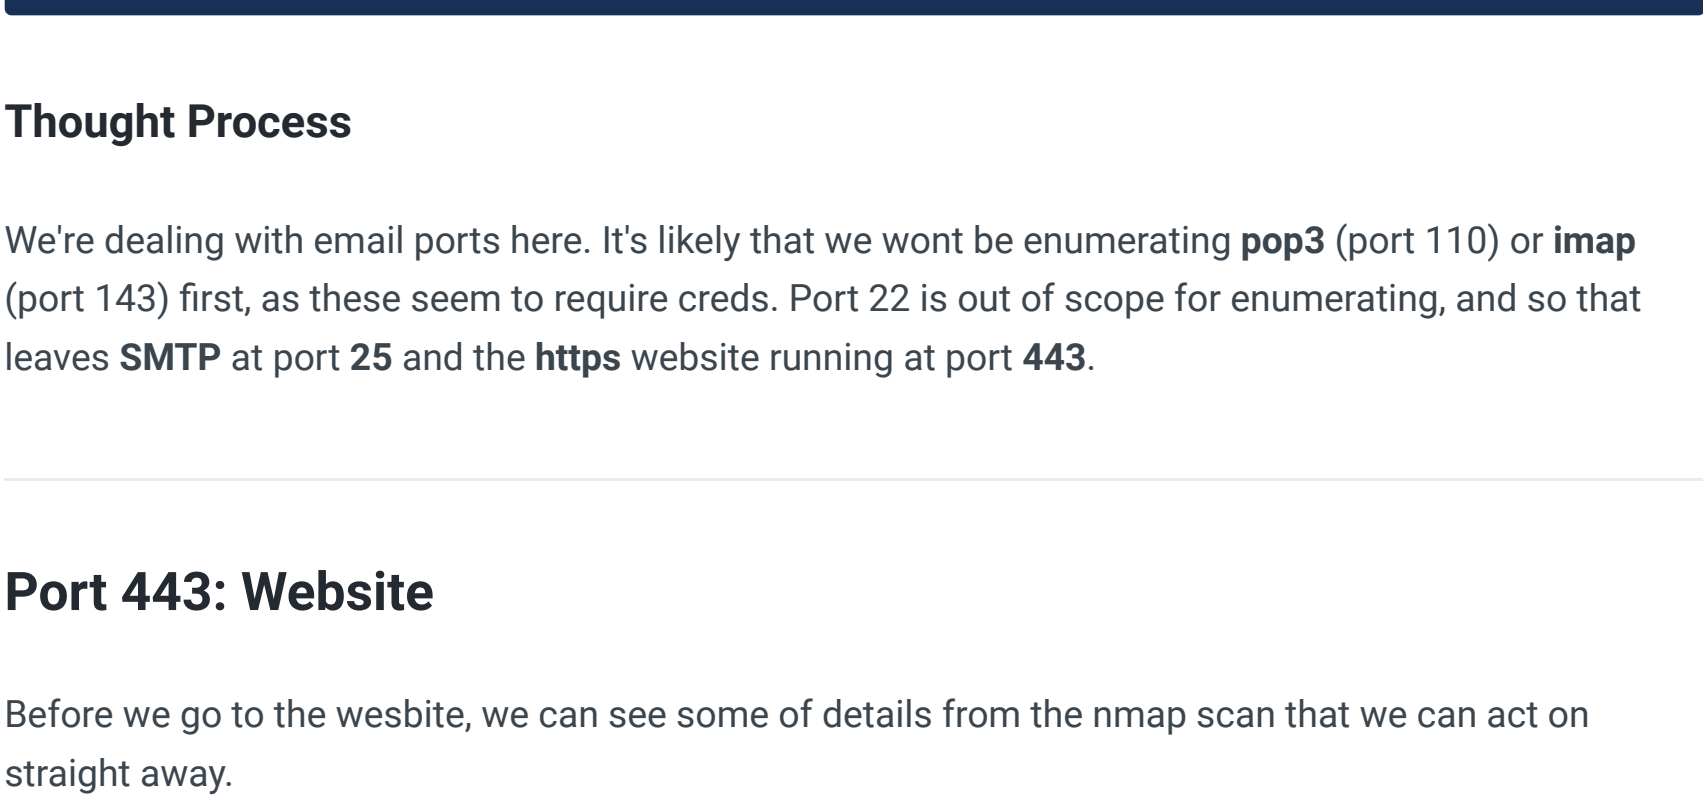 Thought Process
We're dealing with email ports here. It's likely that we wont be enumerating pop3 (port 110) or imap
(port 143) first, as these seem to require creds. Port 22 is out of scope for enumerating, and so that
leaves SMTP at port 25 and the https website running at port 443.
Port 443: Website
Before we go to the wesbite, we can see some of details from the nmap scan that we can act on
straight away.